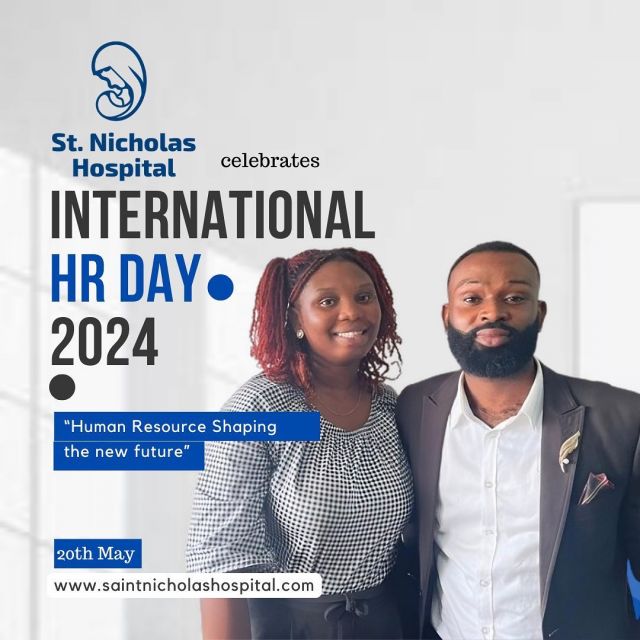 St. Nicholas
Hospital
celebrates
INTERNATIONAL
HR DAY
2024
“Human Resource Shaping
the new future”
20th May
www.saintnicholashospital.com